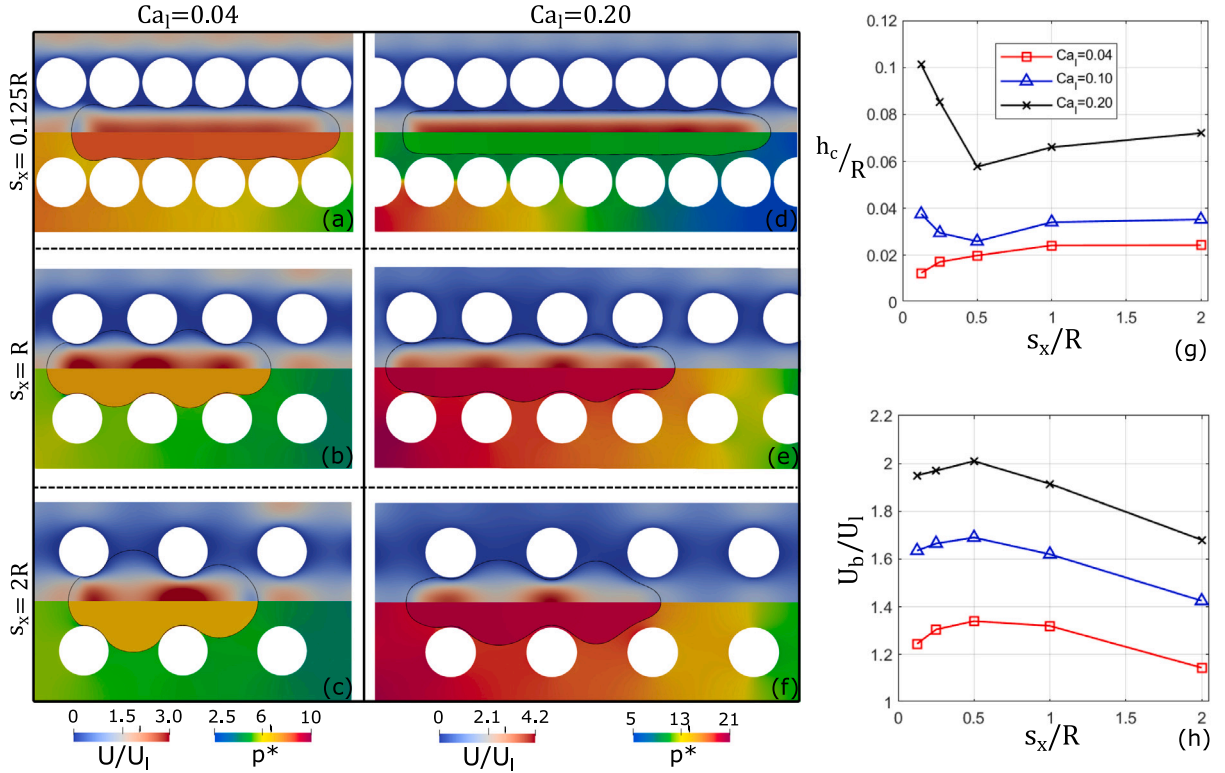 Ca_l=0.04 Ca_l=0.20
s_x= 0.125R
(a) (d)
s_x= R
(b) (e)
s_x= 2R
(c) (f)
0 1.5 3.0 2.5 6 10 0 2.1 4.2 5 13 21
U/U_l p* U/U_l p*
0.12
0.1
0.08
0.06
0.04
0.02
0
h_c/R
Ca_l=0.04
Ca_l=0.10
Ca_l=0.20
0 0.5 1 1.5 2
s_x/R (g)
2.2
2
1.8
1.6
1.4
1.2
1
U_b/U_l
0 0.5 1 1.5 2
s_x/R (h)